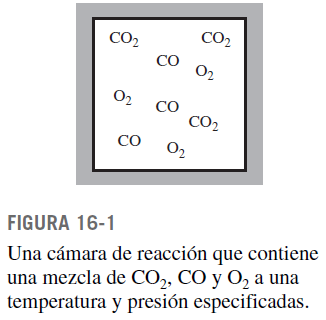 CO₂ CO₂
CO
O₂
O₂
CO
CO₂
CO
O₂
FIGURA 16-1
Una cámara de reacción que contiene
una mezcla de CO₂, CO y O₂ a una
temperatura y presión especificadas.